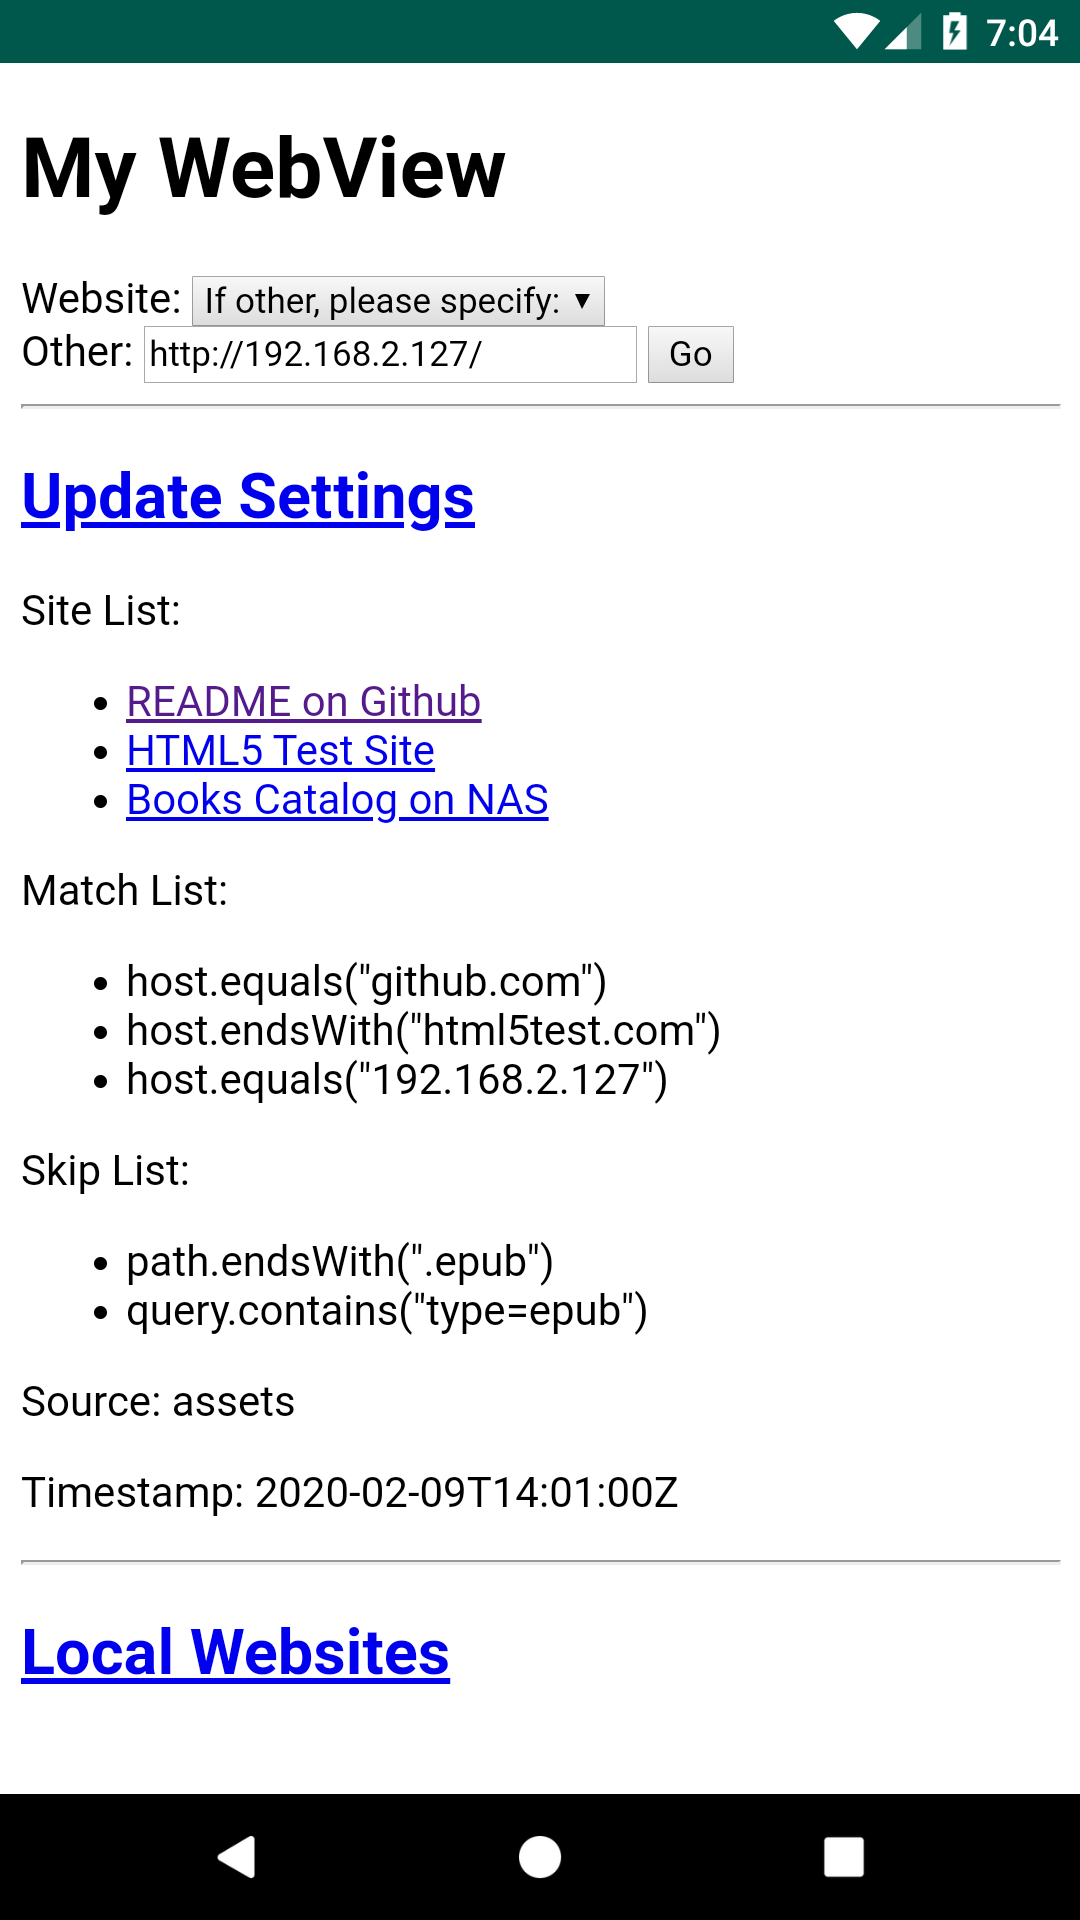 7:04
My WebView
Website: If other, please specify: ▼
Other: http://192.168.2.127/ Go
Update Settings
Site List:
• README on Github
• HTML5 Test Site
• Books Catalog on NAS
Match List:
• host.equals("github.com")
• host.endsWith("html5test.com")
• host.equals("192.168.2.127")
Skip List:
• path.endsWith(".epub")
• query.contains("type=epub")
Source: assets
Timestamp: 2020-02-09T14:01:00Z
Local Websites